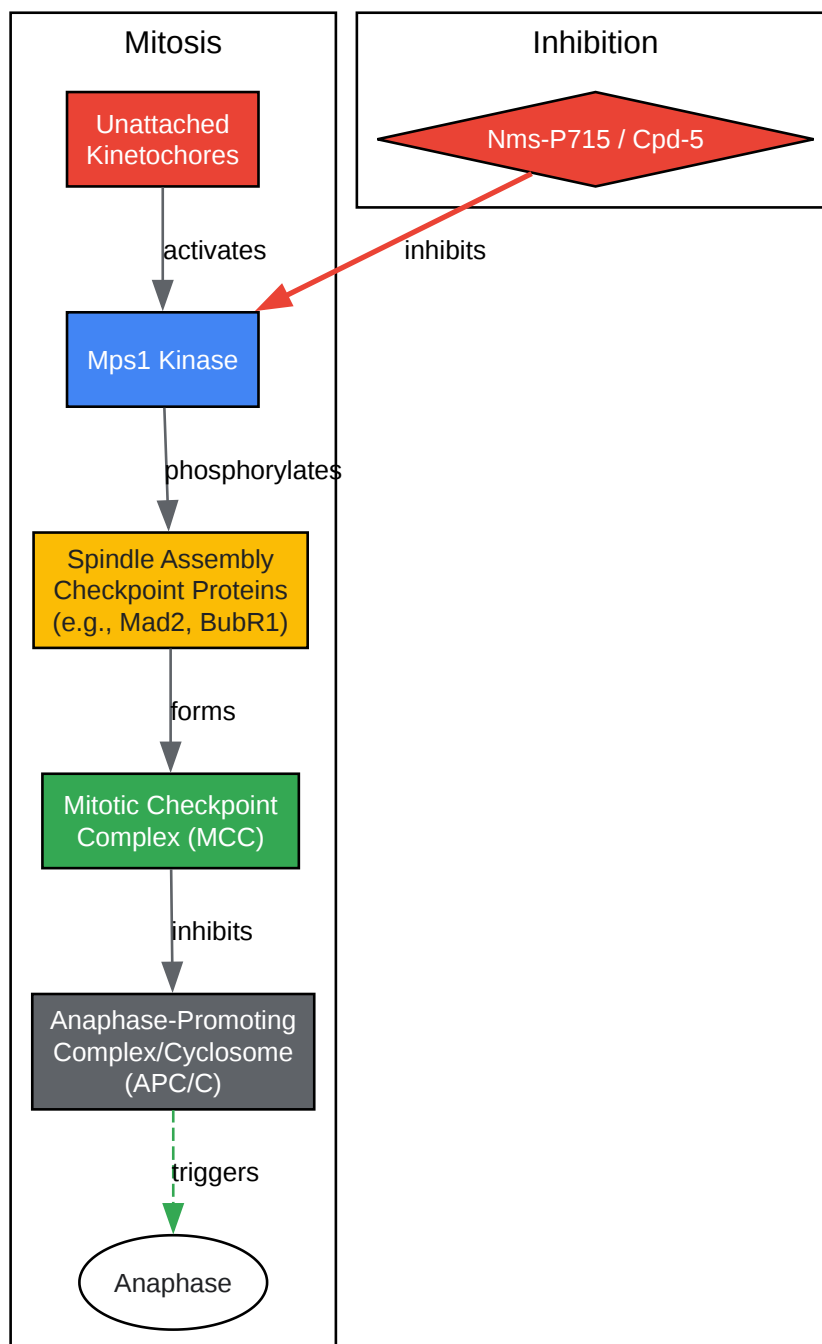 Mitosis
Inhibition
Unattached
Kinetochores
Nms-P715 / Cpd-5
activates
inhibits
Mps1 Kinase
phosphorylates
Spindle Assembly
Checkpoint Proteins
(e.g., Mad2, BubR1)
forms
Mitotic Checkpoint
Complex (MCC)
inhibits
Anaphase-Promoting
Complex/Cyclosome
(APC/C)
triggers
Anaphase